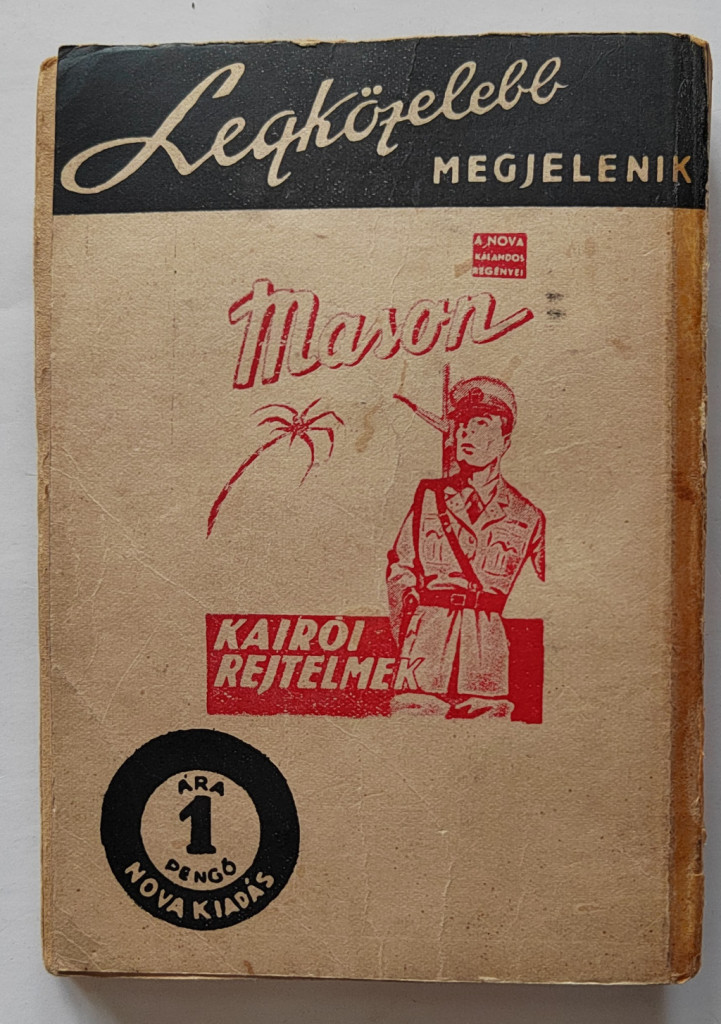 Legközelebb
MEGJELENIK
A NOVA
KALANDOS
REGÉNYEI
Mason
KAIRÓI
REJTELMEK
ÁRA
1
PENGŐ
NOVA KIADÁS